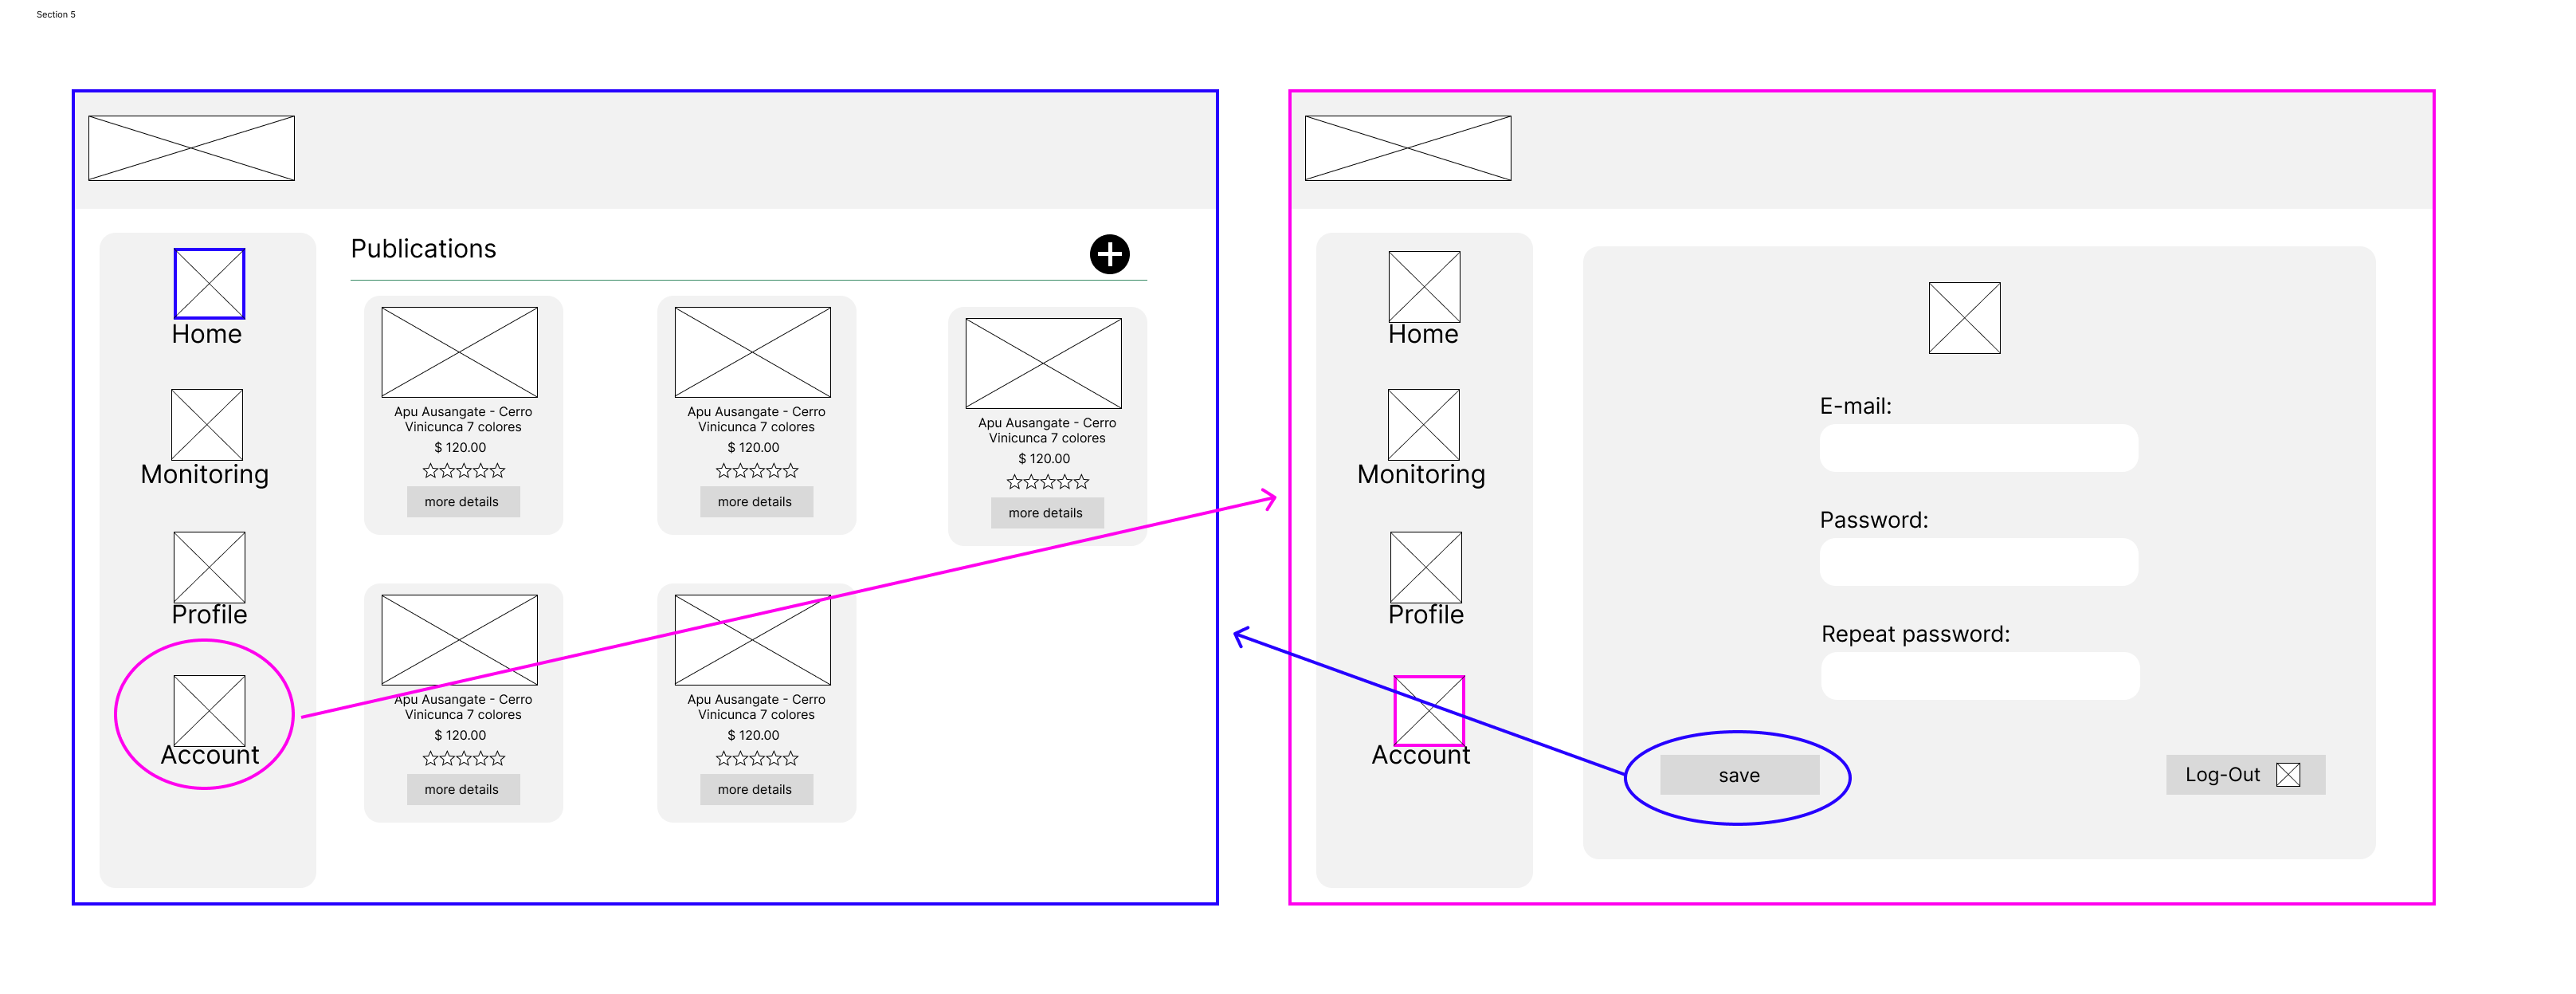 Section 5
Home
Monitoring
Profile
Account
Publications
Apu Ausangate - Cerro
Vinicunca 7 colores
$ 120.00
more details
Apu Ausangate - Cerro
Vinicunca 7 colores
$ 120.00
more details
Apu Ausangate - Cerro
Vinicunca 7 colores
$ 120.00
more details
Apu Ausangate - Cerro
Vinicunca 7 colores
$ 120.00
more details
Apu Ausangate - Cerro
Vinicunca 7 colores
$ 120.00
more details
Home
Monitoring
Profile
Account
E-mail:
Password:
Repeat password:
save
Log-Out